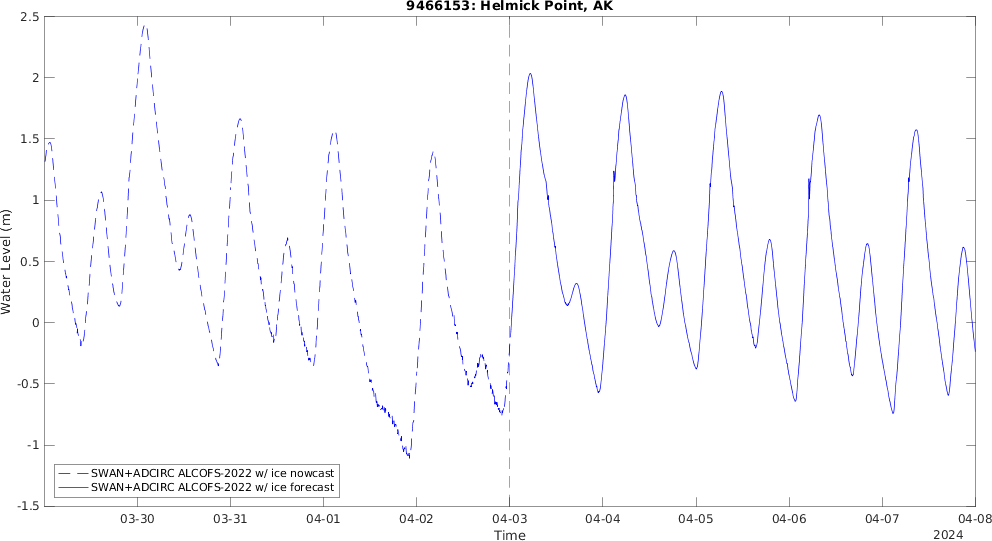 9466153: Helmick Point, AK
2.5
2
1.5
1
0.5
0
-0.5
-1
-1.5
Water Level (m)
SWAN+ADCIRC ALCOFS-2022 w/ ice nowcast
SWAN+ADCIRC ALCOFS-2022 w/ ice forecast
03-30 03-31 04-01 04-02 04-03 04-04 04-05 04-06 04-07 04-08
Time
2024